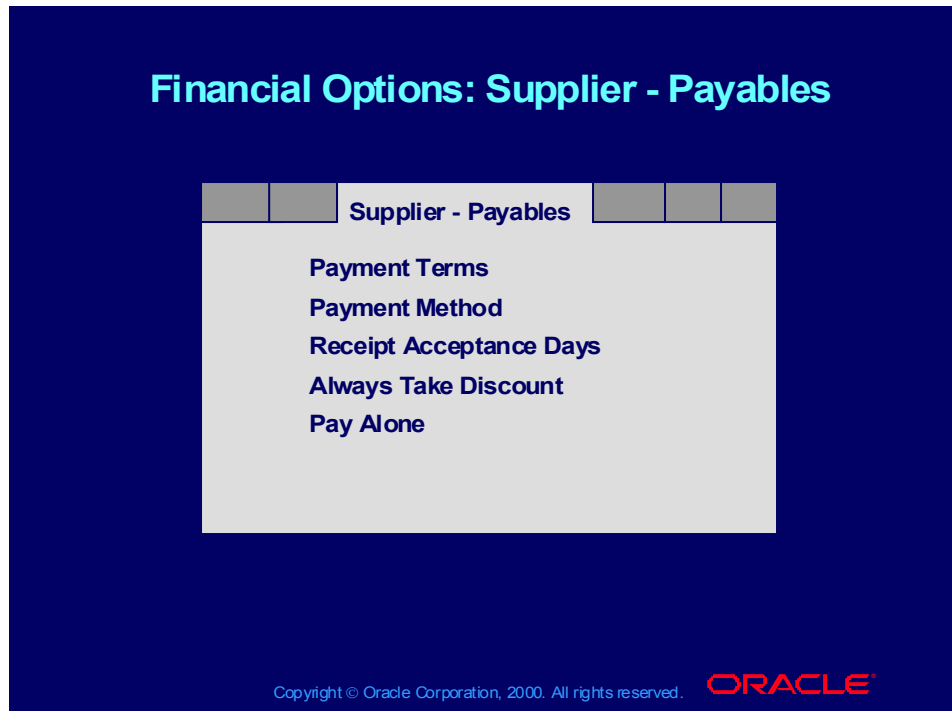 Financial Options: Supplier - Payables
Supplier - Payables
Payment Terms
Payment Method
Receipt Acceptance Days
Always Take Discount
Pay Alone
Copyright © Oracle Corporation, 2000. All rights reserved.
ORACLE®